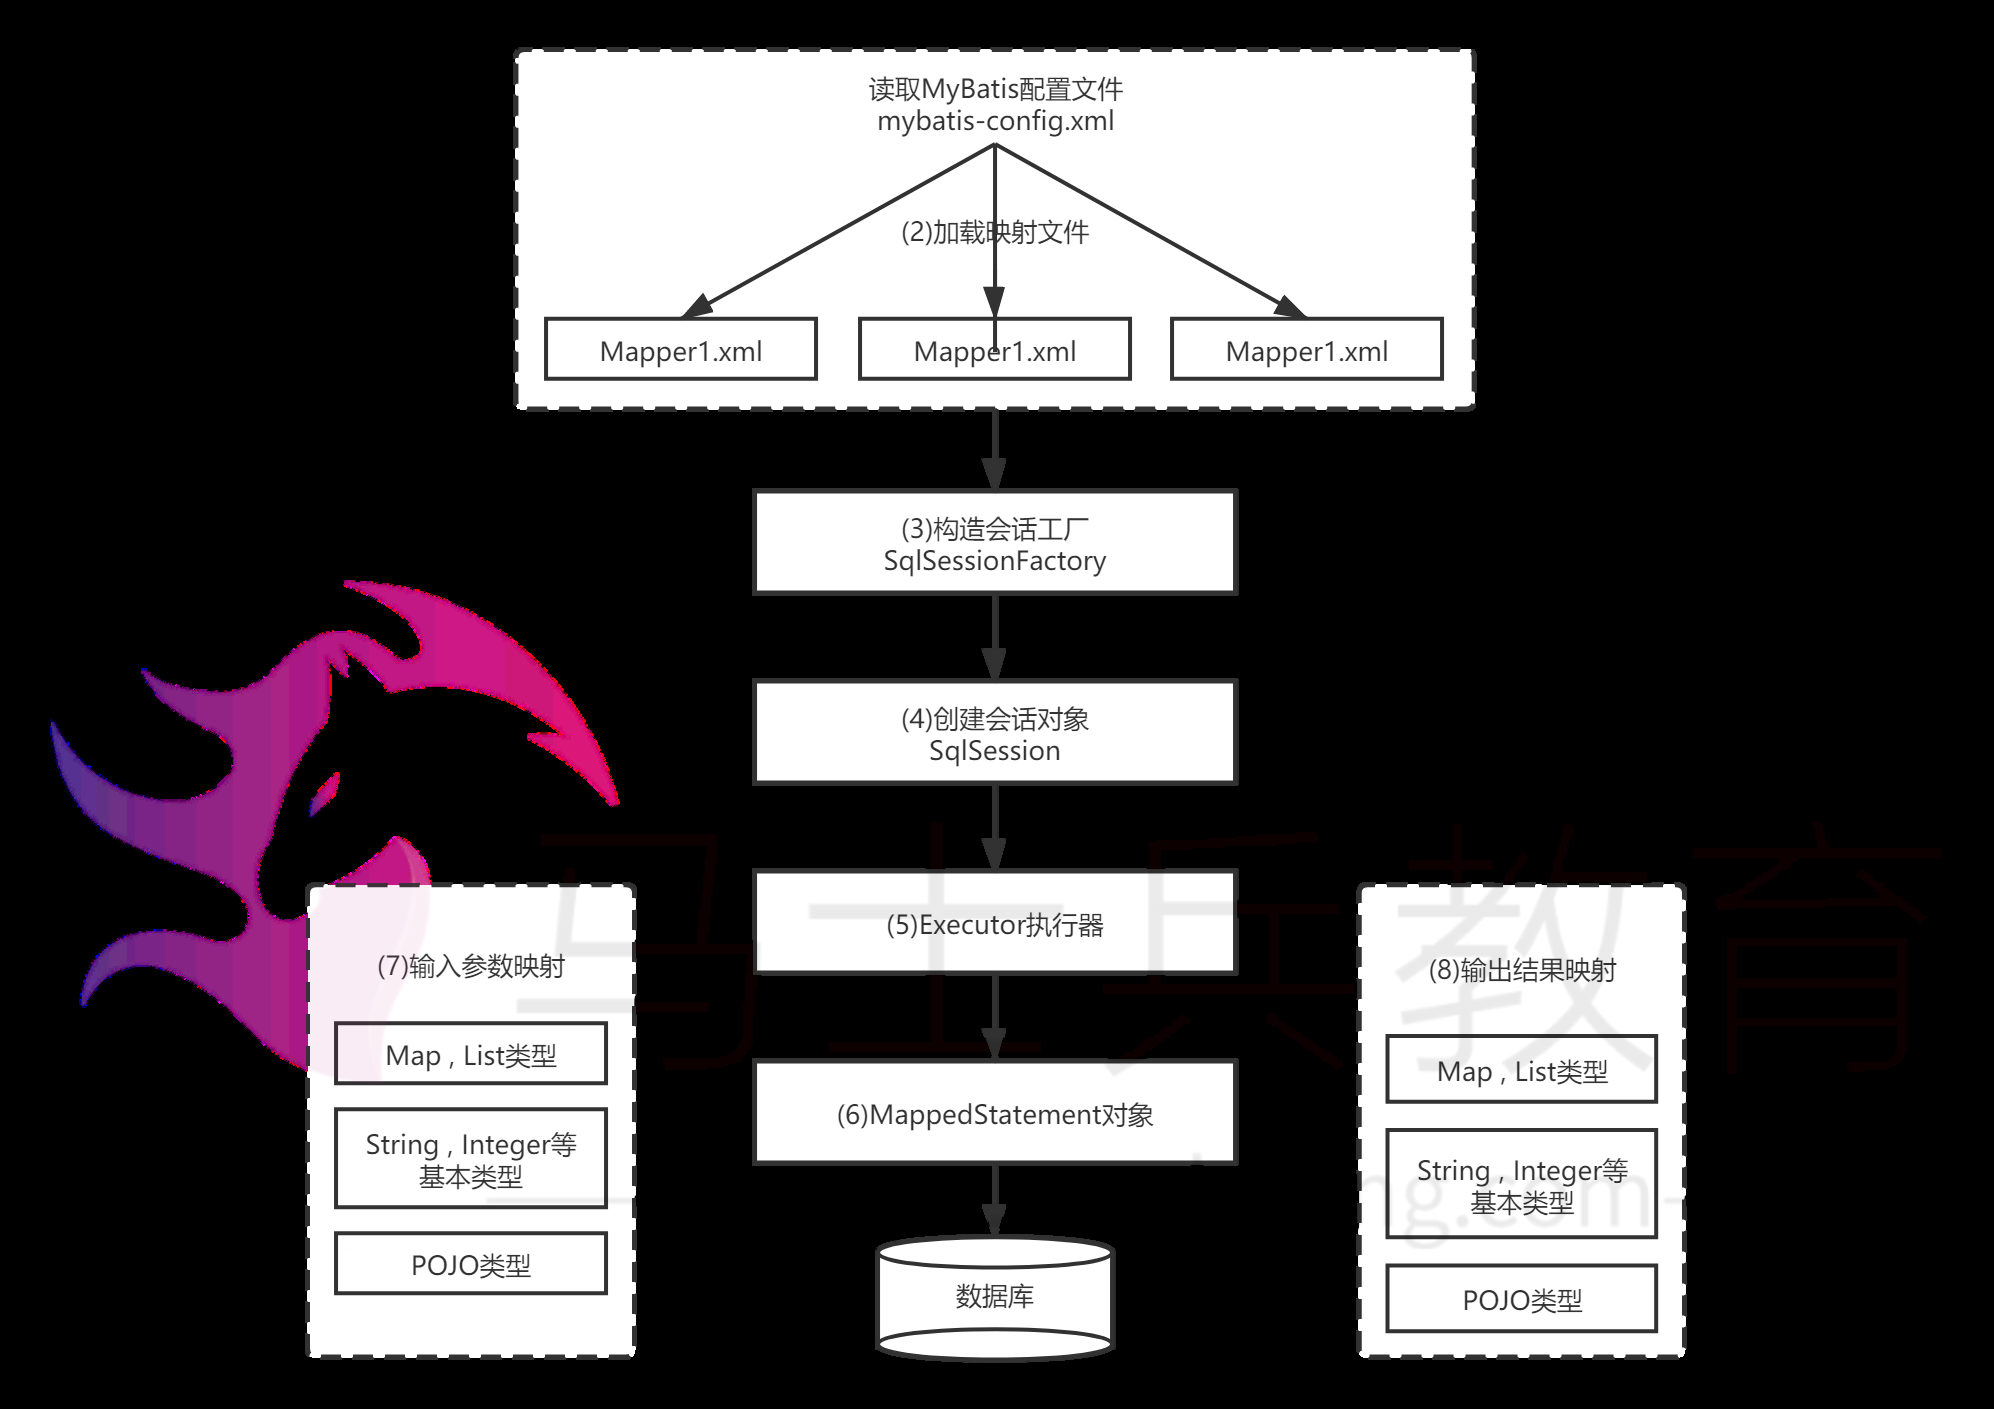 读取MyBatis配置文件
mybatis-config.xml
(2)加载映射文件
Mapper1.xml
Mapper1.xml
Mapper1.xml
(3)构造会话工厂
SqlSessionFactory
(4)创建会话对象
SqlSession
(5)Executor执行器
(6)MappedStatement对象
数据库
(7)输入参数映射
Map , List类型
String , Integer等
基本类型
POJO类型
(8)输出结果映射
Map , List类型
String , Integer等
基本类型
POJO类型
马士兵教育